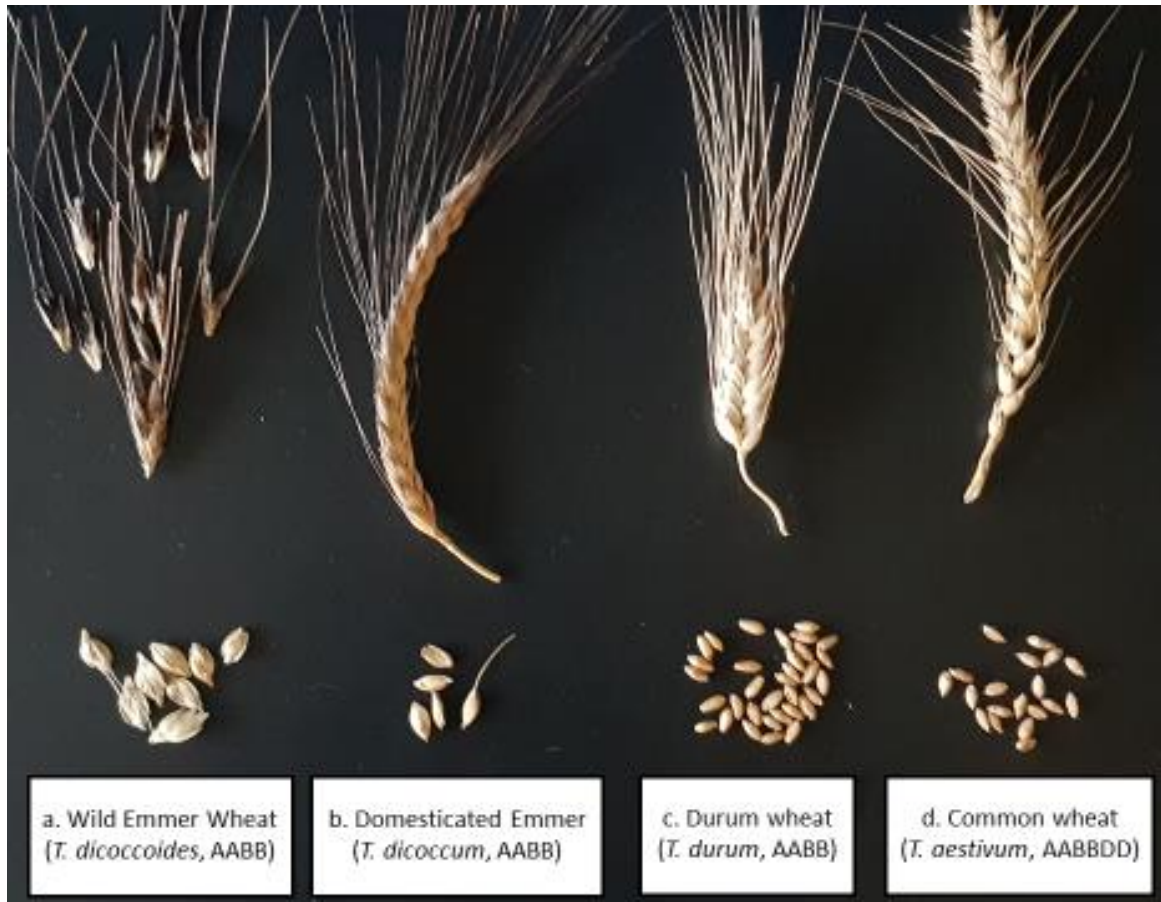 a. Wild Emmer Wheat
(T. dicoccoides, AABB)
b. Domesticated Emmer
(T. dicoccum, AABB)
c. Durum wheat
(T. durum, AABB)
d. Common wheat
(T. aestivum, AABBDD)